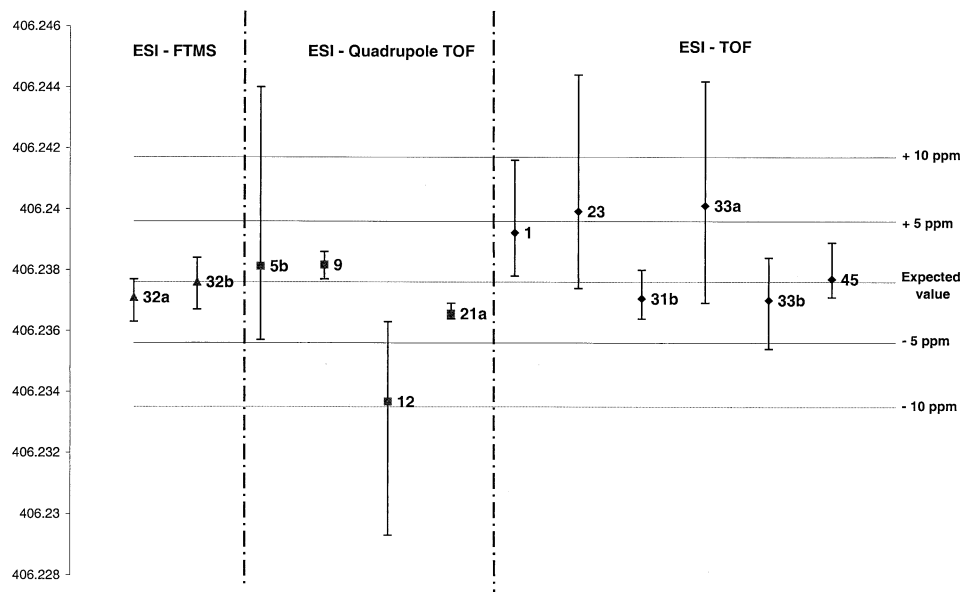 406.246
ESI - FTMS
ESI - Quadrupole TOF
ESI - TOF
406.244
406.242
+ 10 ppm
406.24
+ 5 ppm
406.238
Expected
value
406.236
- 5 ppm
406.234
- 10 ppm
406.232
406.23
406.228
32a
32b
5b
9
12
21a
1
23
31b
33a
33b
45